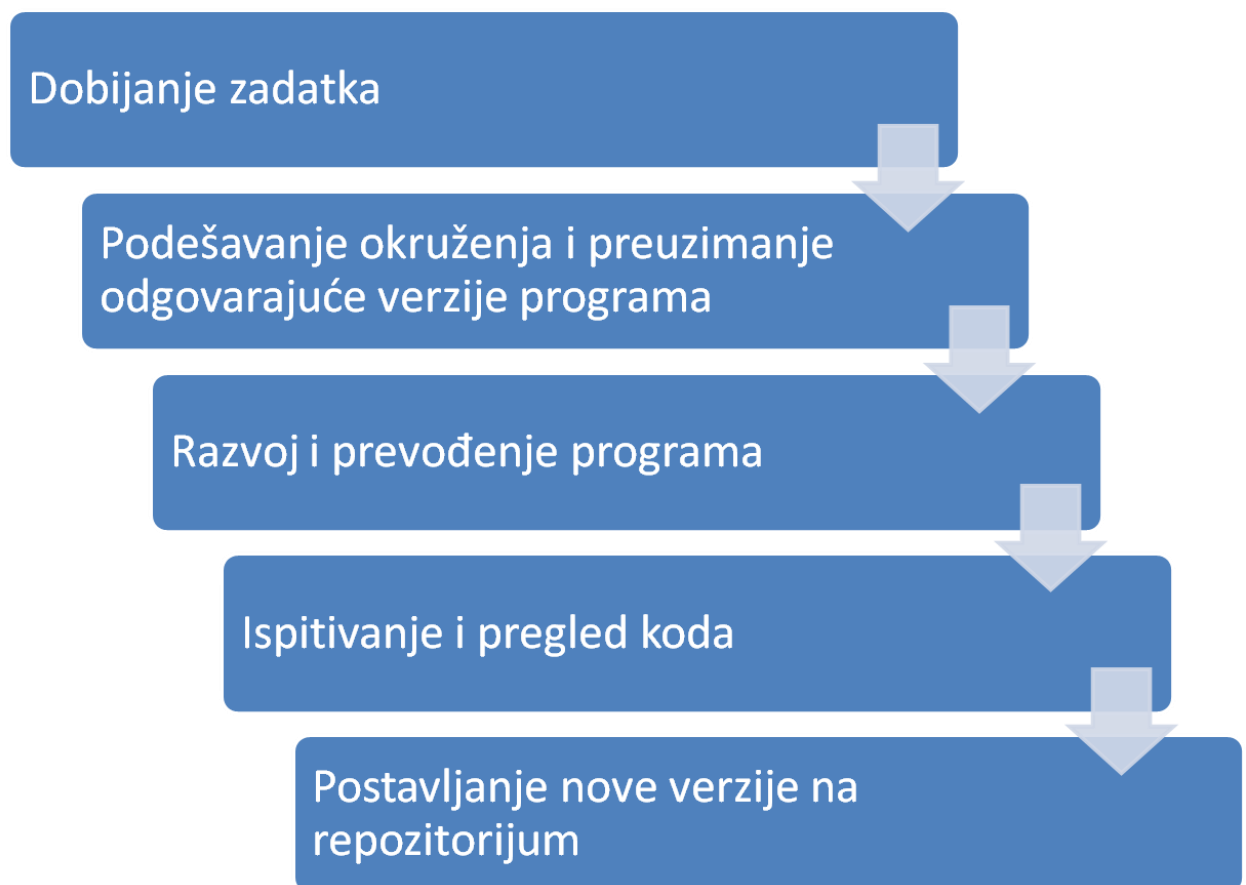 Dobijanje zadatka
Podešavanje okruženja i preuzimanje
odgovarajuće verzije programa
Razvoj i prevođenje programa
Ispitivanje i pregled koda
Postavljanje nove verzije na
repozitorijum